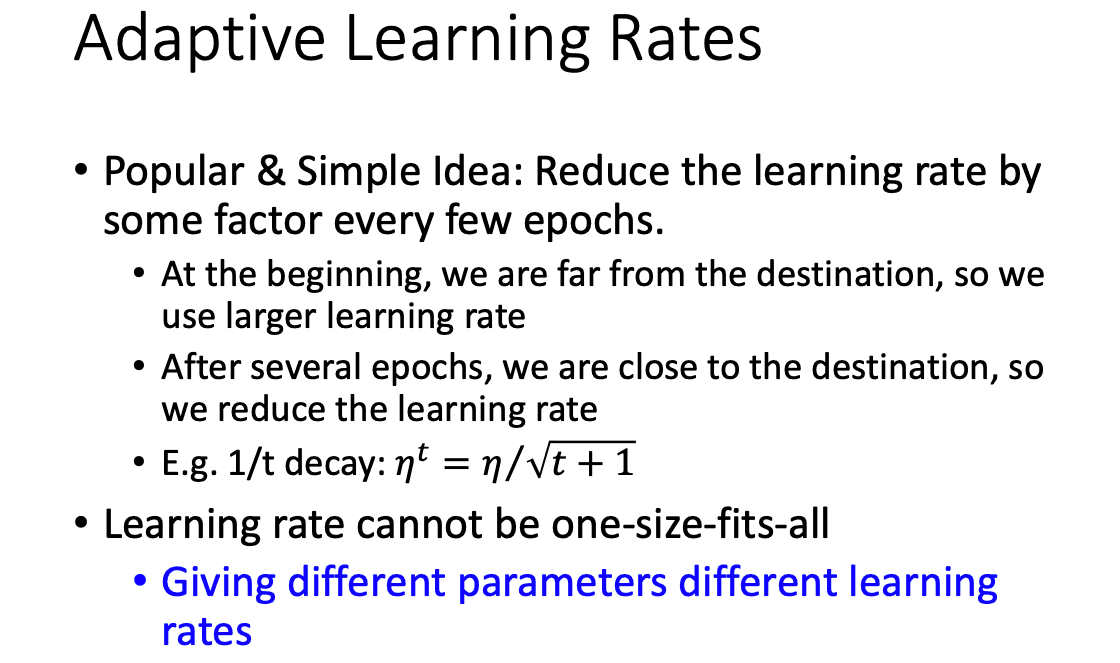 Adaptive Learning Rates
• Popular & Simple Idea: Reduce the learning rate by
some factor every few epochs.
• At the beginning, we are far from the destination, so we
use larger learning rate
• After several epochs, we are close to the destination, so
we reduce the learning rate
• E.g. 1/t decay: ηᵗ = η/√(t + 1)
• Learning rate cannot be one-size-fits-all
• Giving different parameters different learning
rates